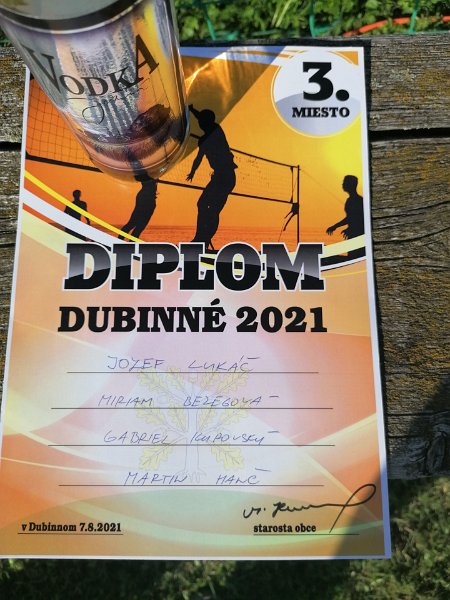 VODKA
3.
MIESTO
DIPLOM
DUBINNÉ 2021
JOZEF LUKÁČ
MIRIAM BEZEGOVÁ
GABRIEL KUPOVSKÝ
MARTIN HANČ
v Dubinnom 7.8.2021
starosta obce